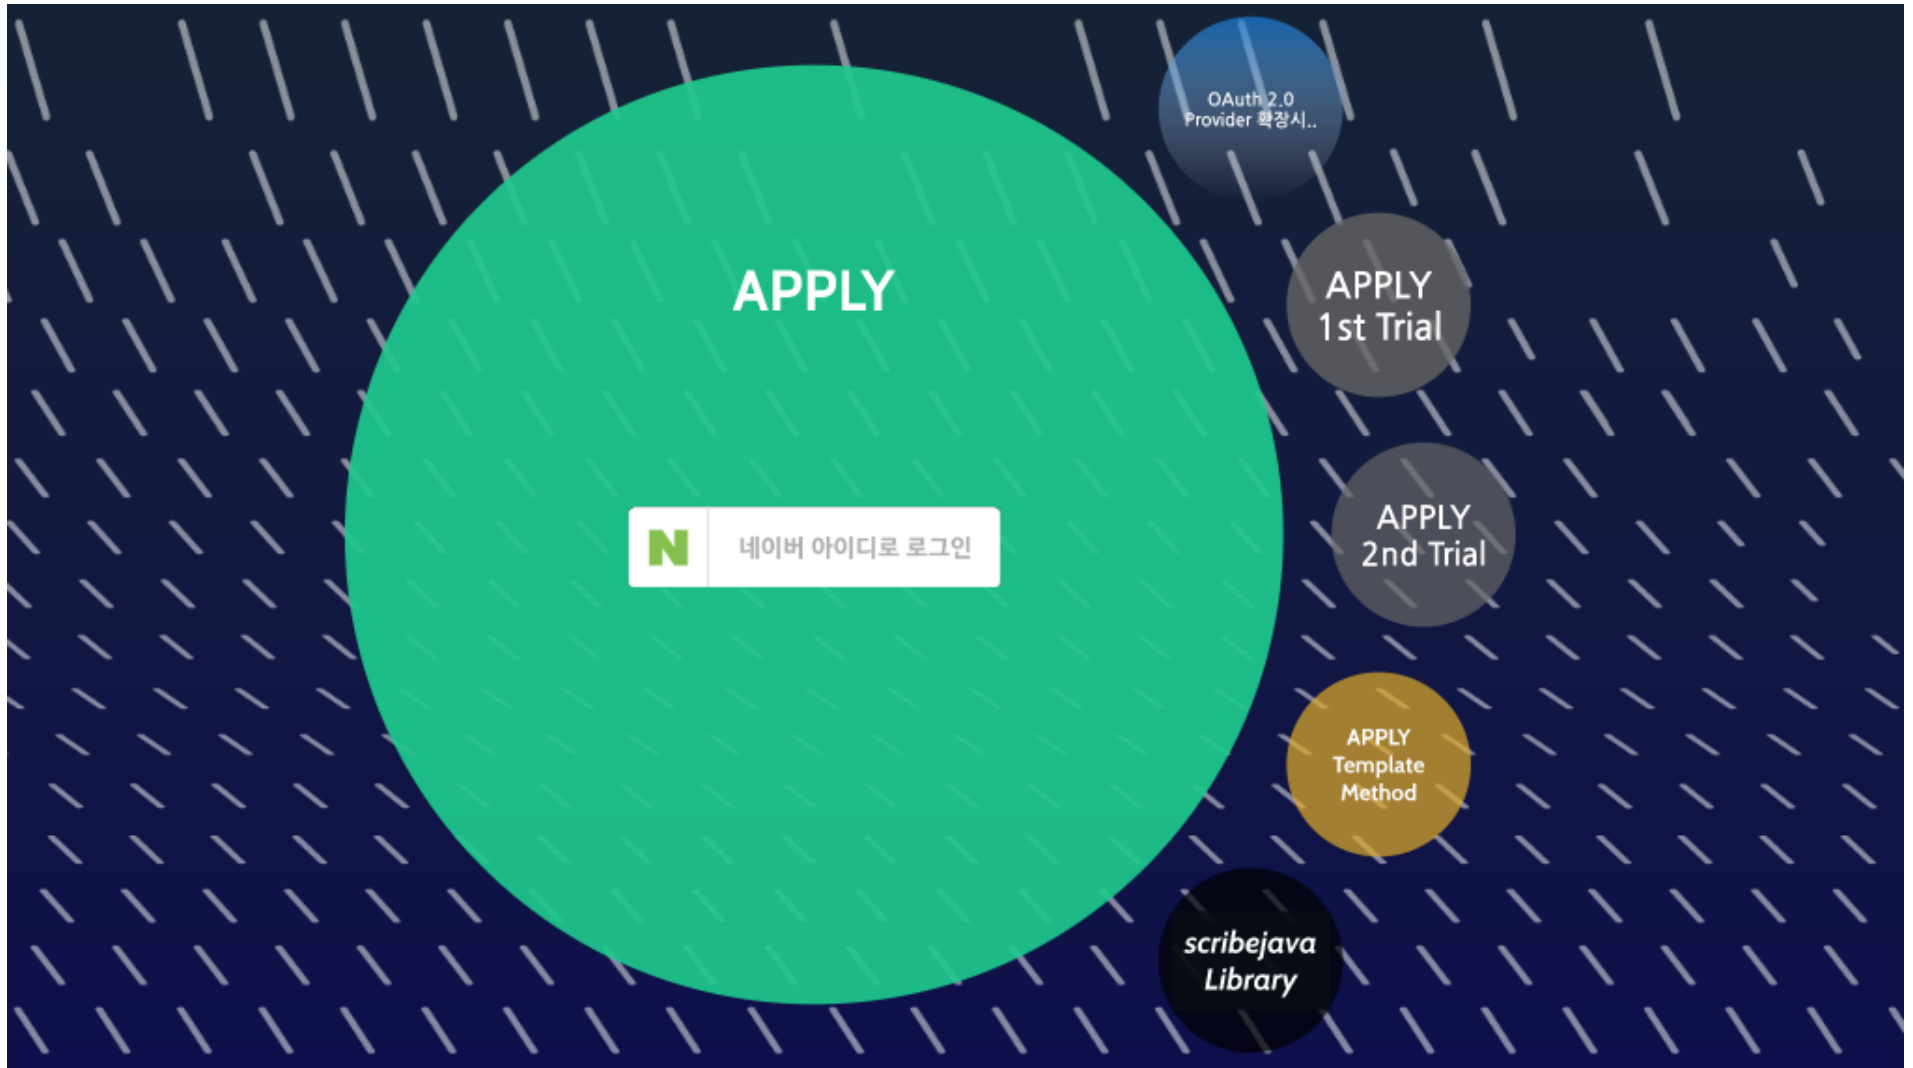 APPLY
N
네이버 아이디로 로그인
OAuth 2.0
Provider 확장시..
APPLY
1st Trial
APPLY
2nd Trial
APPLY
Template
Method
scribejava
Library